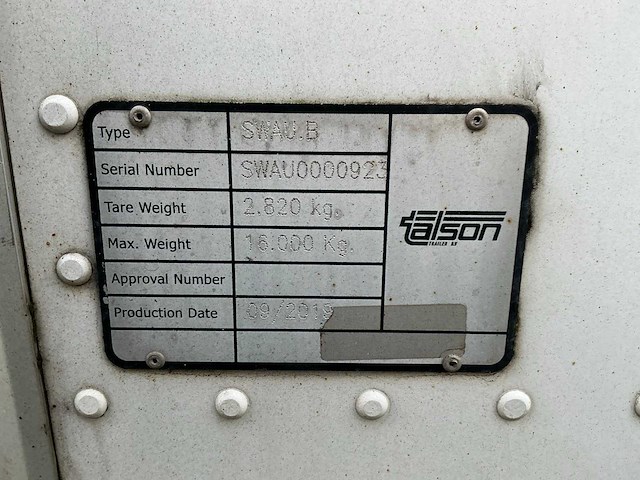 Type SWAU.B
Serial Number SWAU0000923
Tare Weight 2.820 kg.
Max. Weight 16.000 Kg.
Approval Number
Production Date 09/2019
talson
TRAILER BV